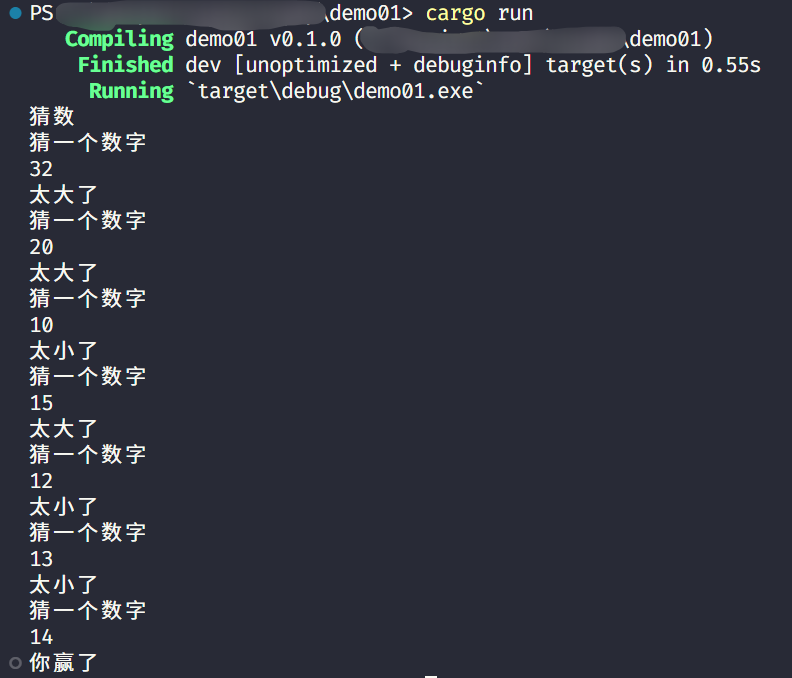 PS \demo01> cargo run
Compiling demo01 v0.1.0 (\demo01)
Finished dev [unoptimized + debuginfo] target(s) in 0.55s
Running `target\debug\demo01.exe`
猜数
猜一个数字
32
太大了
猜一个数字
20
太大了
猜一个数字
10
太小了
猜一个数字
15
太大了
猜一个数字
12
太小了
猜一个数字
13
太小了
猜一个数字
14
你赢了